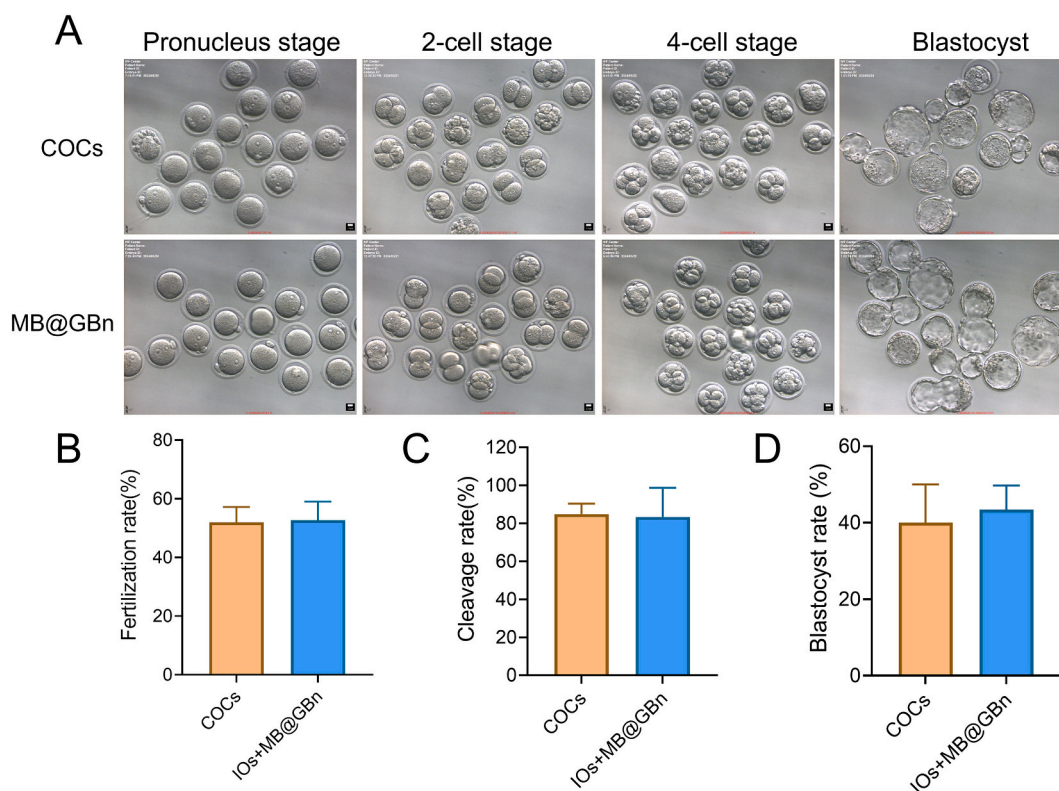 A
Pronucleus stage
2-cell stage
4-cell stage
Blastocyst
COCs
MB@GBn
B
Fertilization rate(%)
80
60
40
20
0
COCs
IOs+MB@GBn
C
Cleavage rate(%)
120
100
80
60
40
20
0
COCs
IOs+MB@GBn
D
Blastocyst rate (%)
60
40
20
0
COCs
IOs+MB@GBn